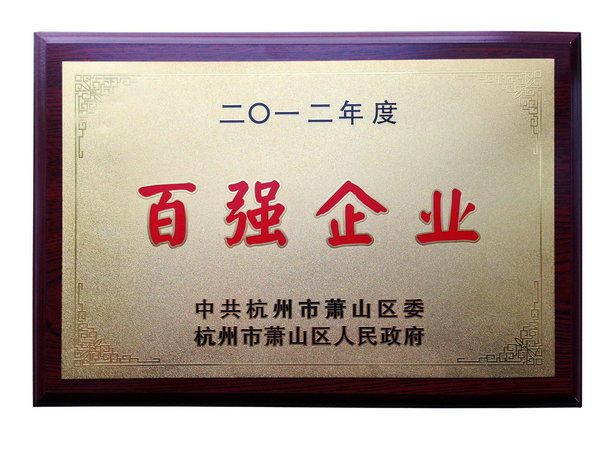 二〇一二年度
百强企业
中共杭州市萧山区委
杭州市萧山区人民政府